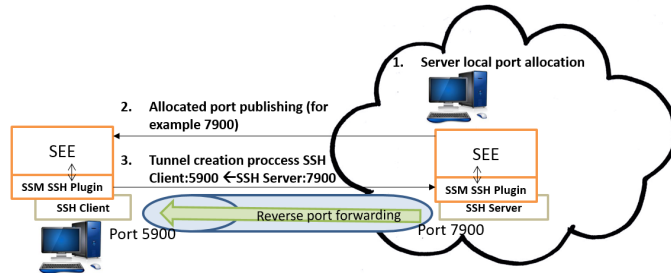 1. Server local port allocation
2. Allocated port publishing (for
example 7900)
SEE
SEE
3. Tunnel creation proccess SSH
Client:5900 ←SSH Server:7900
SSM SSH Plugin
SSM SSH Plugin
SSH Client
SSH Server
Reverse port forwarding
Port 5900
Port 7900